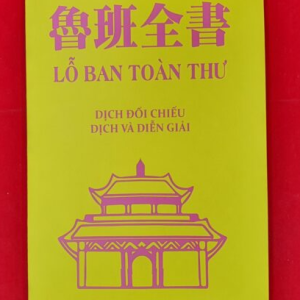 魯班全書
LỖ BAN TOÀN THƯ
DỊCH ĐỐI CHIẾU
DỊCH VÀ DIỄN GIẢI